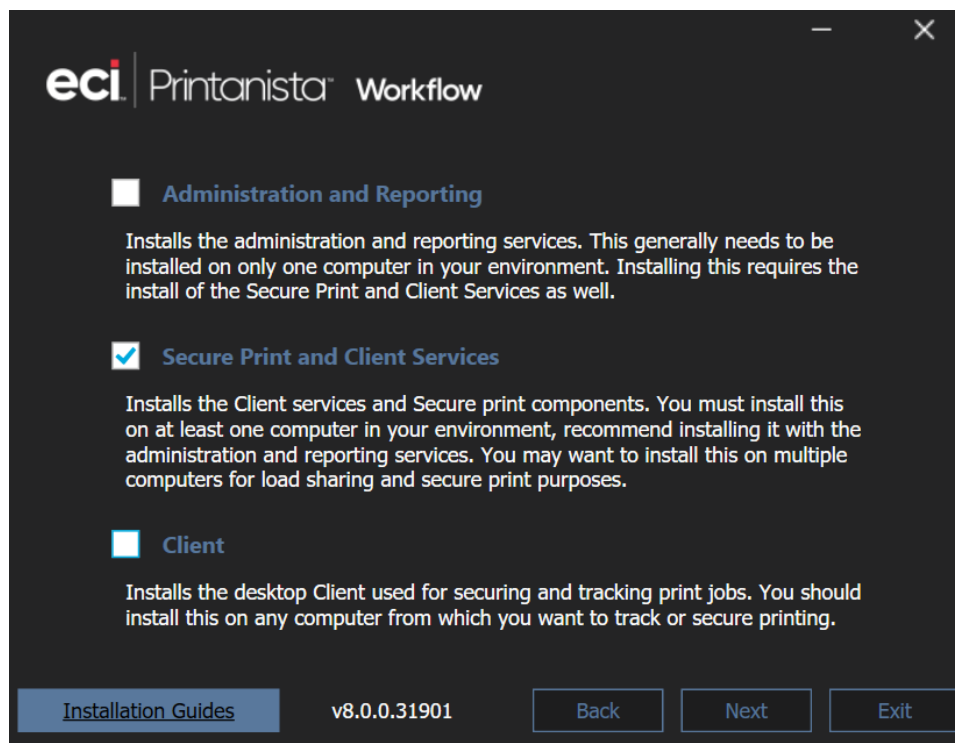 eci Printanista™ Workflow
Administration and Reporting
Installs the administration and reporting services. This generally needs to be
installed on only one computer in your environment. Installing this requires the
install of the Secure Print and Client Services as well.
Secure Print and Client Services
Installs the Client services and Secure print components. You must install this
on at least one computer in your environment, recommend installing it with the
administration and reporting services. You may want to install this on multiple
computers for load sharing and secure print purposes.
Client
Installs the desktop Client used for securing and tracking print jobs. You should
install this on any computer from which you want to track or secure printing.
Installation Guides v8.0.0.31901 Back Next Exit